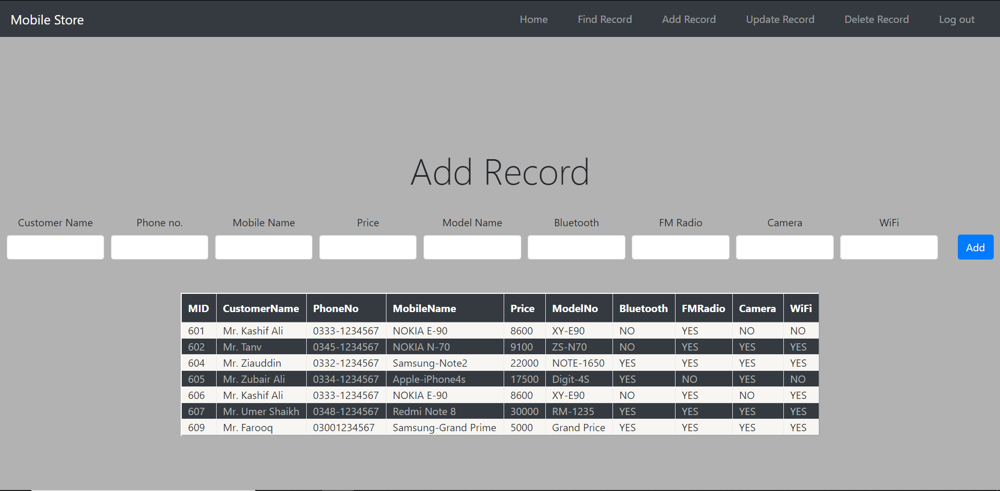 Mobile Store Home Find Record Add Record Update Record Delete Record Log out
Add Record
Customer Name Phone no. Mobile Name Price Model Name Bluetooth FM Radio Camera WiFi
Add
MID CustomerName PhoneNo MobileName Price ModelNo Bluetooth FMRadio Camera WiFi
601 Mr. Kashif Ali 0333-1234567 NOKIA E-90 8600 XY-E90 NO YES NO NO
602 Mr. Tanv 0345-1234567 NOKIA N-70 9100 ZS-N70 NO YES YES YES
604 Mr. Ziauddin 0332-1234567 Samsung-Note2 22000 NOTE-1650 YES YES YES YES
605 Mr. Zubair Ali 0334-1234567 Apple-iPhone4s 17500 Digit-4S YES NO YES NO
606 Mr. Kashif Ali 0333-1234567 NOKIA E-90 8600 XY-E90 NO YES NO YES
607 Mr. Umer Shaikh 0348-1234567 Redmi Note 8 30000 RM-1235 YES YES YES YES
609 Mr. Farooq 03001234567 Samsung-Grand Prime 5000 Grand Price YES YES YES YES